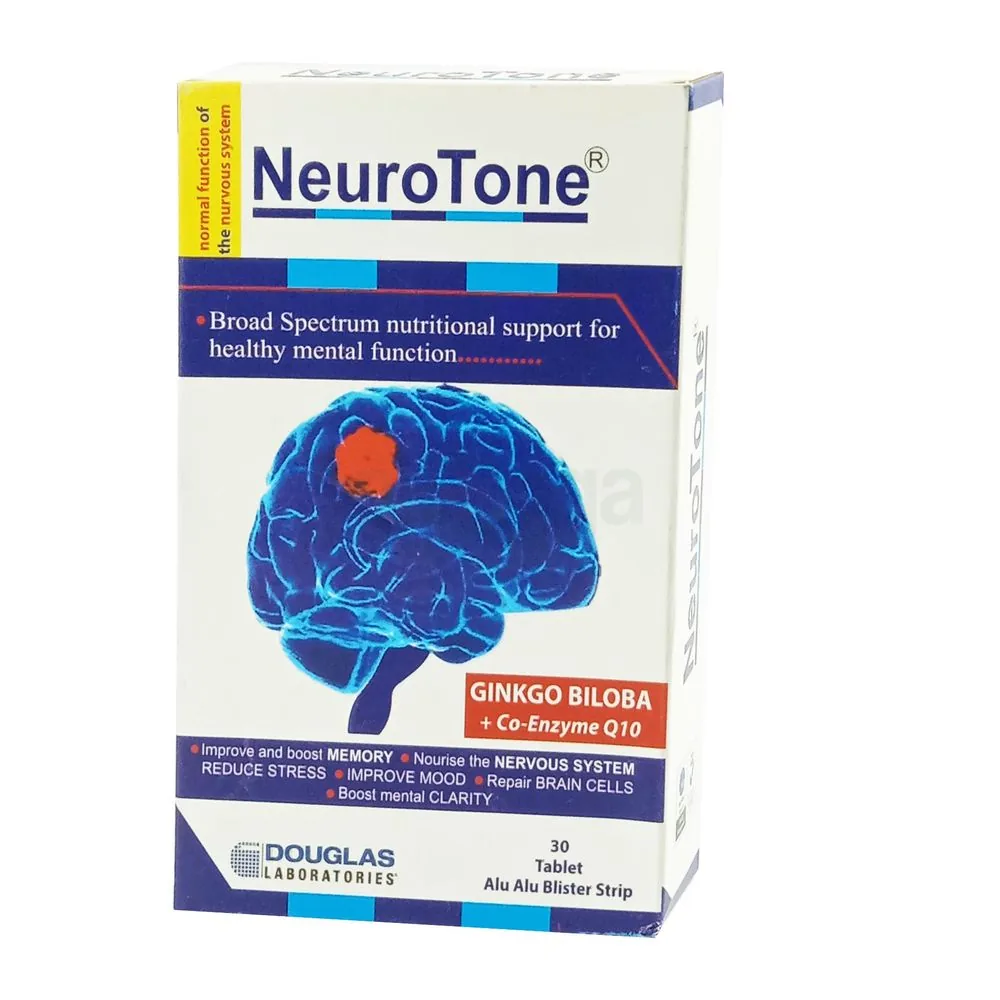 NeuroTone
normal function of
the nurvous system
NeuroTone®
• Broad Spectrum nutritional support for
healthy mental function...........
GINKGO BILOBA
+ Co-Enzyme Q10
• Improve and boost MEMORY • Nourise the NERVOUS SYSTEM
REDUCE STRESS • IMPROVE MOOD • Repair BRAIN CELLS
• Boost mental CLARITY
DOUGLAS
LABORATORIES®
30
Tablet
Alu Alu Blister Strip
NeuroTone®